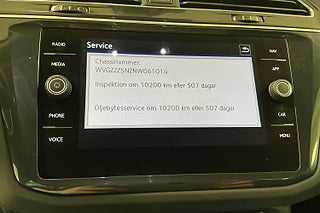 RADIO
MEDIA
PHONE
VOICE
Service
Chassinummer:
WVGZZZ5NZNW061014
Inspektion om 10200 km eller 507 dagar
Oljebytesservice om 10200 km eller 507 dagar
NAV
APP
CAR
MENU